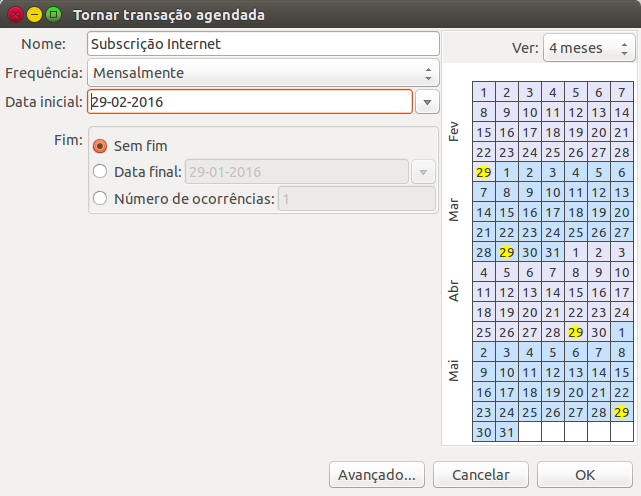 Tornar transação agendada
Nome: Subscrição Internet
Frequência: Mensalmente
Data inicial: 29-02-2016
Fim: Sem fim
Data final: 29-01-2016
Número de ocorrências: 1
Ver: 4 meses
Fev
1 2 3 4 5 6 7
8 9 10 11 12 13 14
15 16 17 18 19 20 21
22 23 24 25 26 27 28
29 1 2 3 4 5 6
Mar
7 8 9 10 11 12 13
14 15 16 17 18 19 20
21 22 23 24 25 26 27
28 29 30 31 1 2 3
Abr
4 5 6 7 8 9 10
11 12 13 14 15 16 17
18 19 20 21 22 23 24
25 26 27 28 29 30 1
Mai
2 3 4 5 6 7 8
9 10 11 12 13 14 15
16 17 18 19 20 21 22
23 24 25 26 27 28 29
30 31
Avançado... Cancelar OK